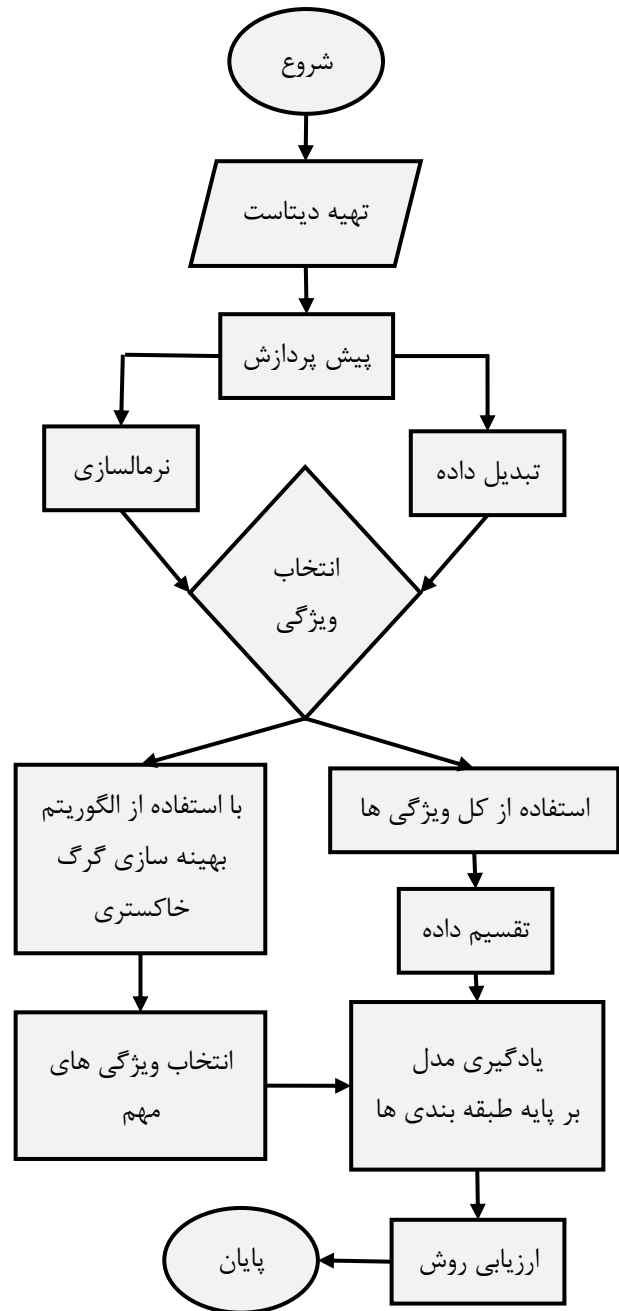 شروع
تهیه دیتاست
پیش پردازش
تبدیل داده
نرمالسازی
انتخاب
ویژگی
استفاده از کل ویژگی ها
تقسیم داده
با استفاده از الگوریتم
بهینه سازی گرگ
خاکستری
انتخاب ویژگی های
مهم
یادگیری مدل
بر پایه طبقه بندی ها
ارزیابی روش
پایان